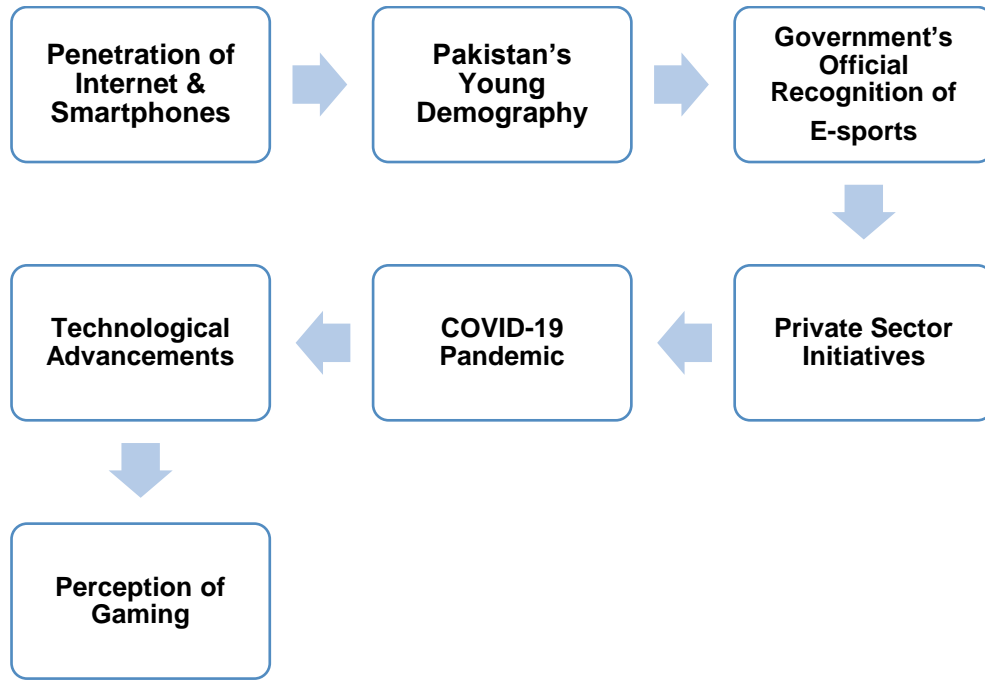 Penetration of
Internet &
Smartphones
Pakistan’s
Young
Demography
Government’s
Official
Recognition of
E-sports
Private Sector
Initiatives
COVID-19
Pandemic
Technological
Advancements
Perception of
Gaming